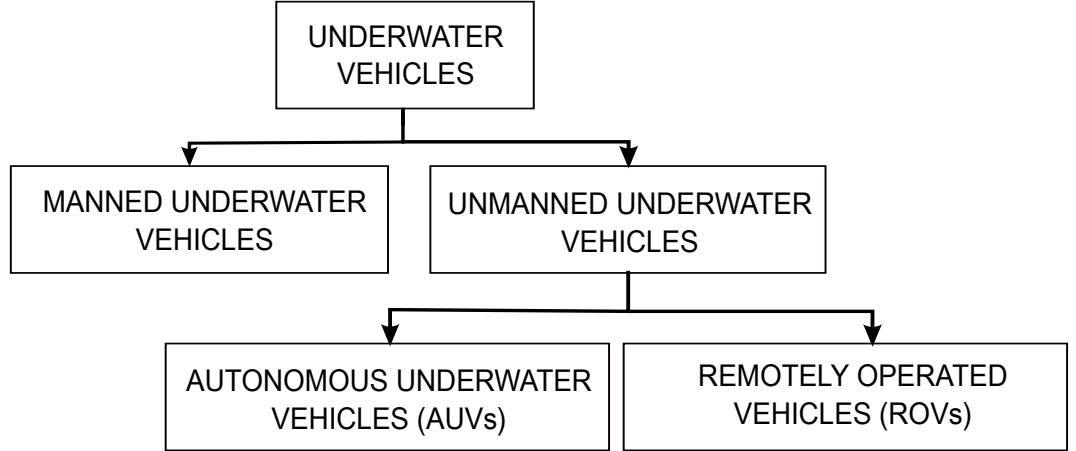 UNDERWATER
VEHICLES
MANNED UNDERWATER
VEHICLES
UNMANNED UNDERWATER
VEHICLES
AUTONOMOUS UNDERWATER
VEHICLES (AUVs)
REMOTELY OPERATED
VEHICLES (ROVs)